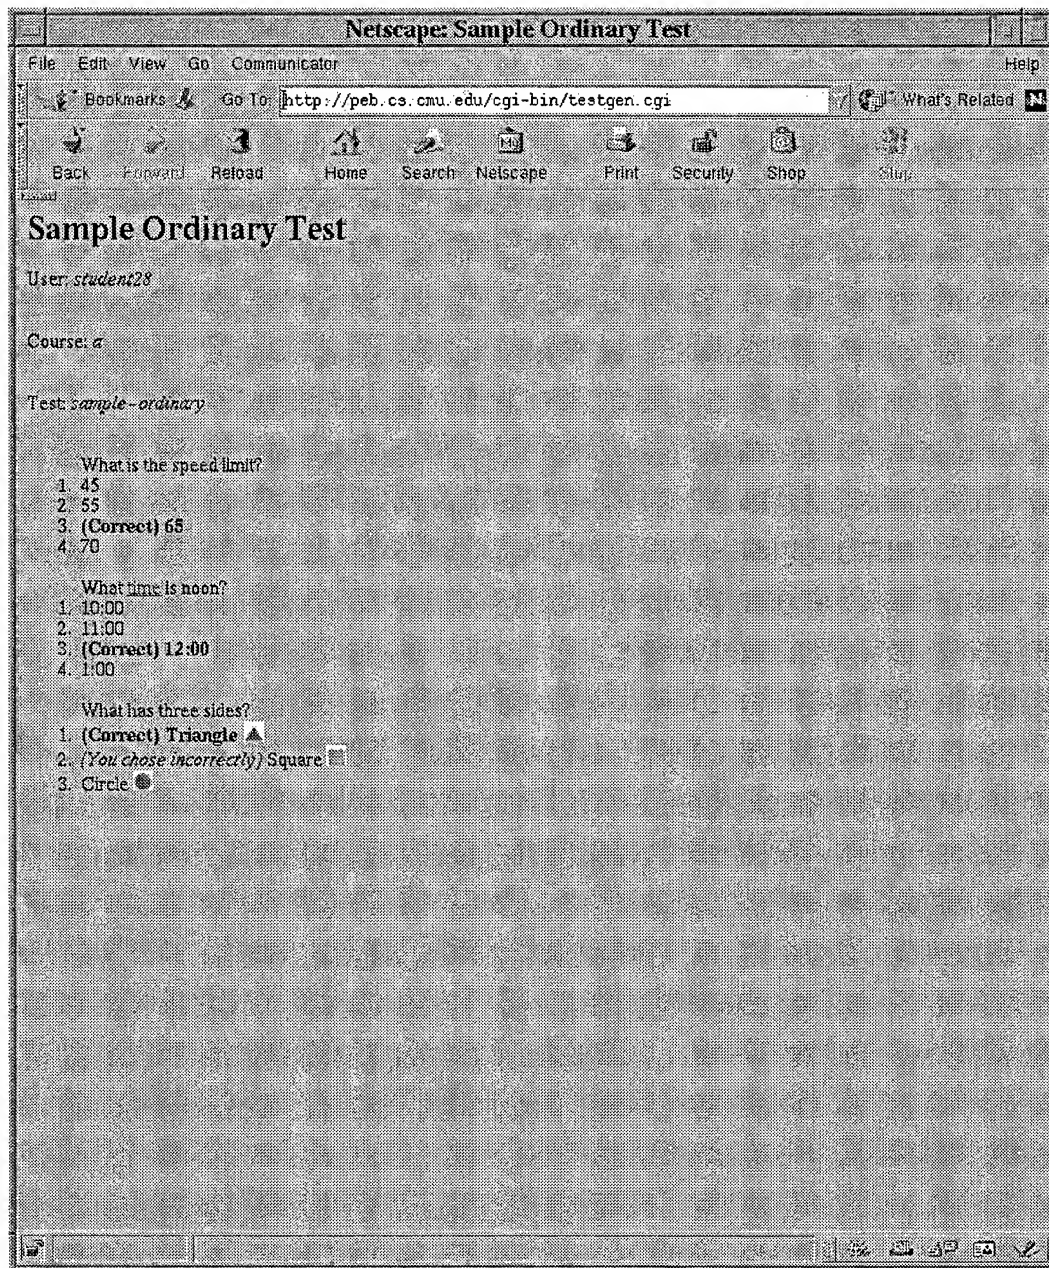 Netscape: Sample Ordinary Test
File Edit View Go Communicator Help
Bookmarks Go To: http://peb.cs.cmu.edu/cgi-bin/testgen.cgi What's Related N
Back Forward Reload Home Search Netscape Print Security Shop Stop
Sample Ordinary Test
User: student28
Course: a
Test: sample-ordinary
What is the speed limit?
1. 45
2. 55
3. (Correct) 65
4. 70
What time is noon?
1. 10:00
2. 11:00
3. (Correct) 12:00
4. 1:00
What has three sides?
1. (Correct) Triangle
2. (You chose incorrectly) Square
3. Circle